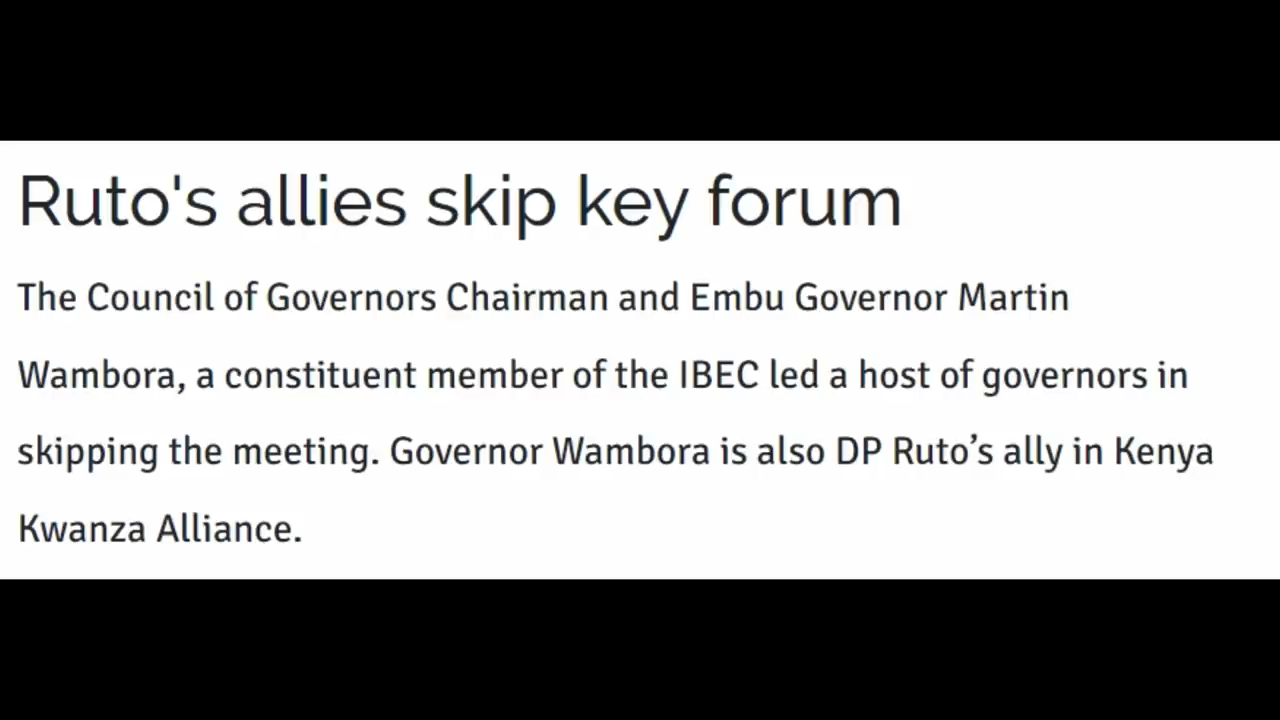 Ruto's allies skip key forum
The Council of Governors Chairman and Embu Governor Martin
Wambora, a constituent member of the IBEC led a host of governors in
skipping the meeting. Governor Wambora is also DP Ruto’s ally in Kenya
Kwanza Alliance.